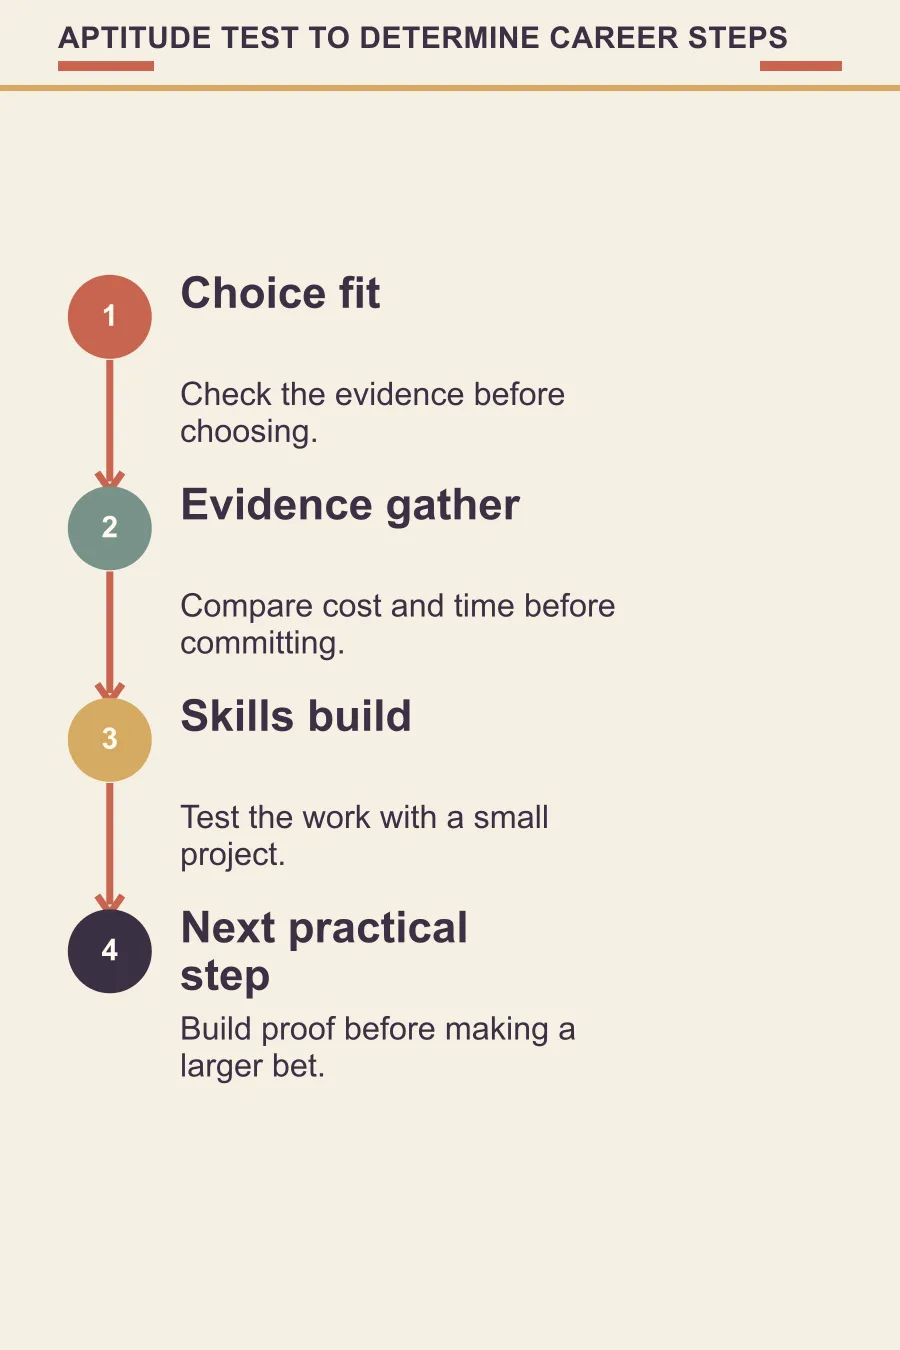 APTITUDE TEST TO DETERMINE CAREER STEPS
1
Choice fit
Check the evidence before
choosing.
2
Evidence gather
Compare cost and time before
committing.
3
Skills build
Test the work with a small
project.
4
Next practical
step
Build proof before making a
larger bet.